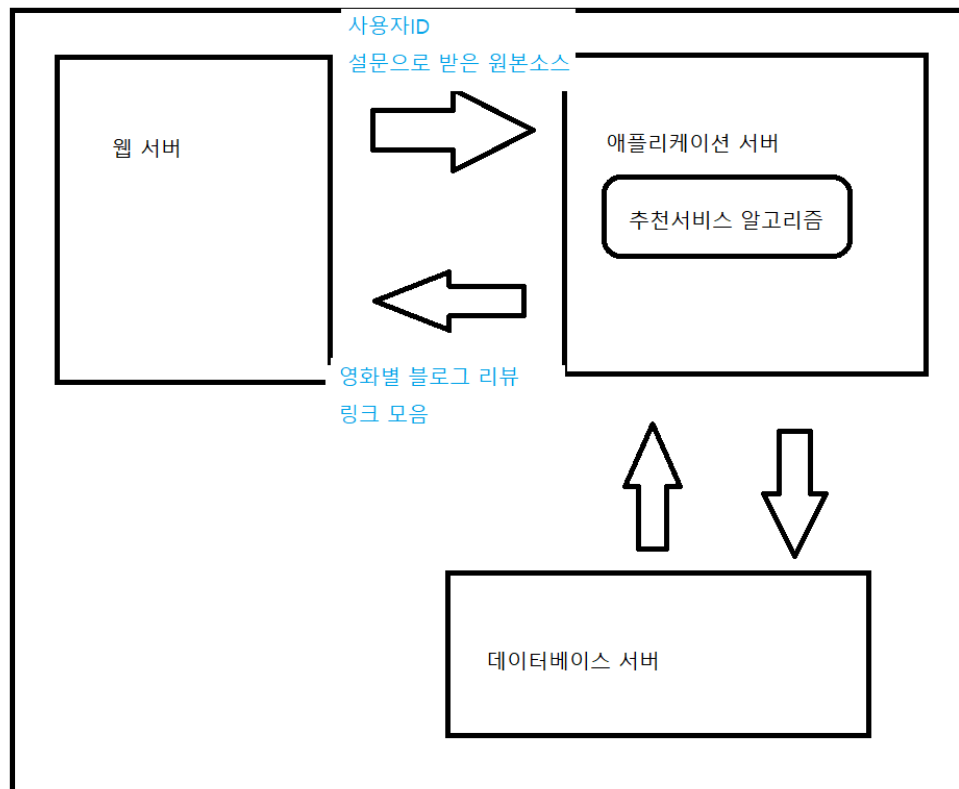 사용자ID
설문으로 받은 원본소스
웹 서버
애플리케이션 서버
추천서비스 알고리즘
영화별 블로그 리뷰
링크 모음
데이터베이스 서버